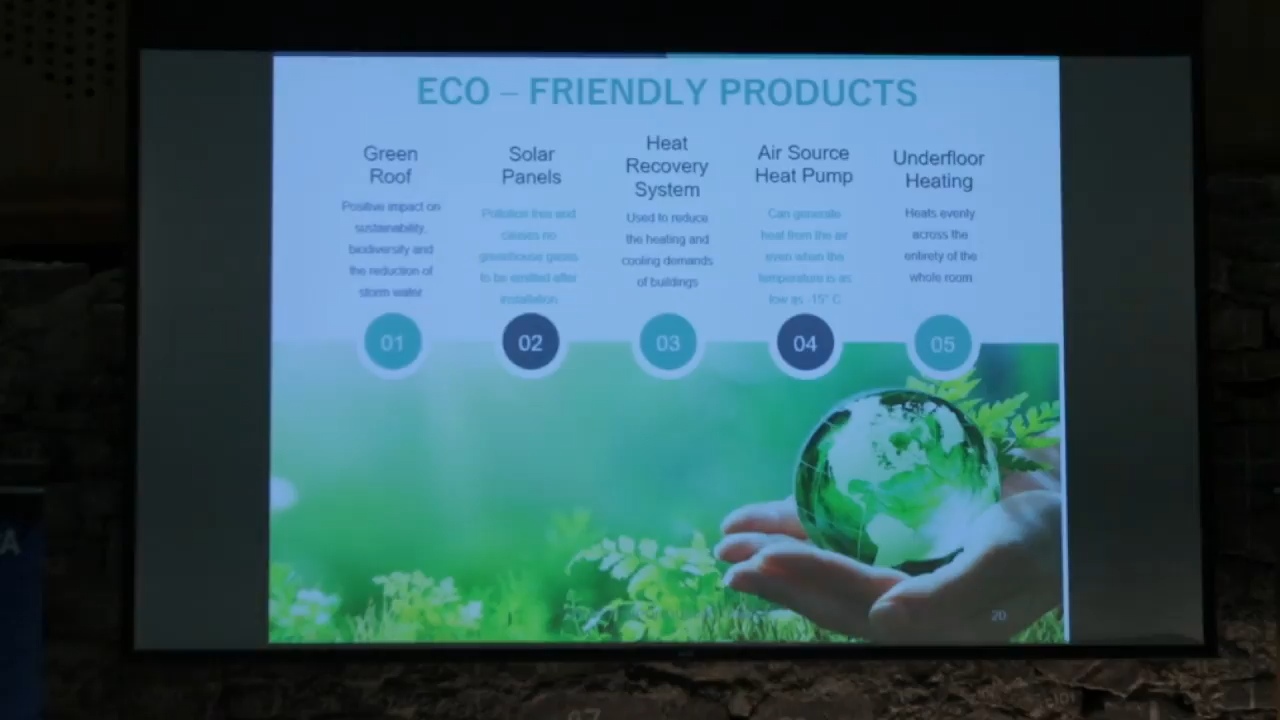 ECO – FRIENDLY PRODUCTS
Green
Roof
Positive impact on
sustainability,
biodiversity and
the reduction of
storm water
01
Solar
Panels
Pollution free and
causes no
greenhouse gases
to be emitted after
installation
02
Heat
Recovery
System
Used to reduce
the heating and
cooling demands
of buildings
03
Air Source
Heat Pump
Can generate
heat from the air
even when the
temperature is as
low as -15° C
04
Underfloor
Heating
Heats evenly
across the
entirety of the
whole room
05
20
A